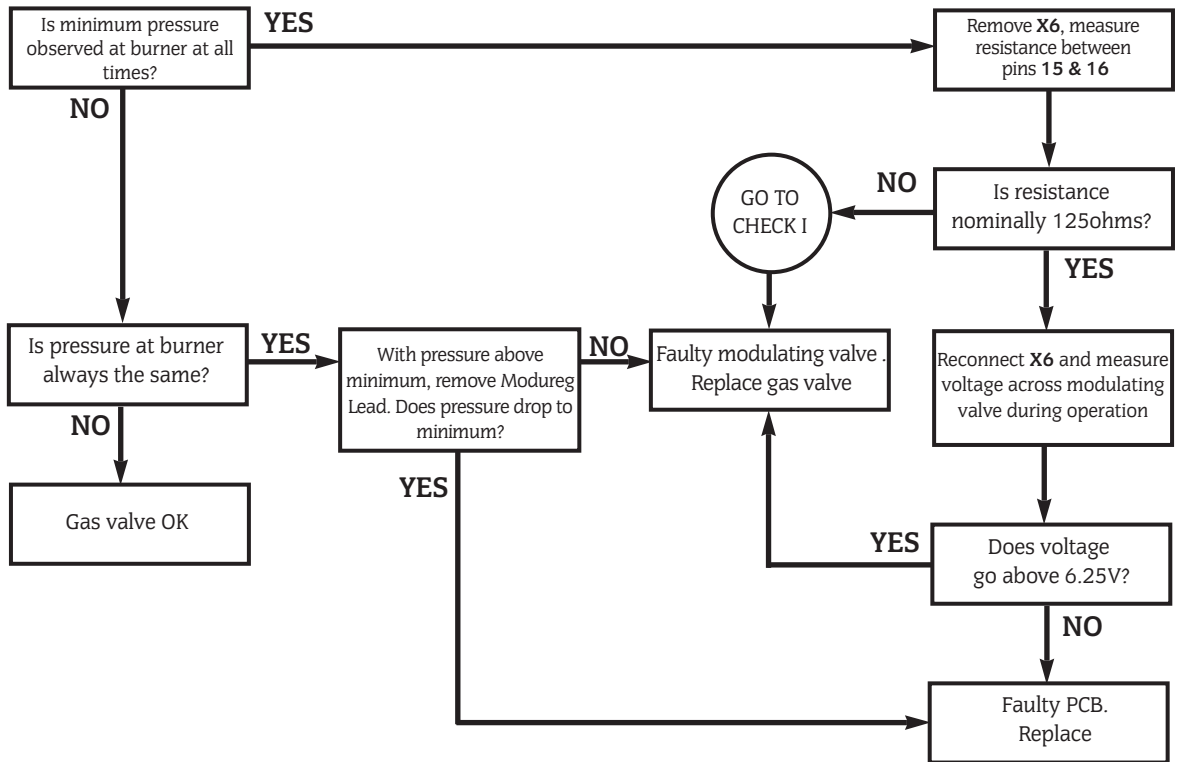 Is minimum pressure
observed at burner at all
times?
YES
Remove X6, measure
resistance between
pins 15 & 16
NO
GO TO
CHECK I
NO
Is resistance
nominally 125ohms?
YES
Is pressure at burner
always the same?
YES
With pressure above
minimum, remove Modureg
Lead. Does pressure drop to
minimum?
NO
Faulty modulating valve .
Replace gas valve
Reconnect X6 and measure
voltage across modulating
valve during operation
NO
YES
Gas valve OK
YES
Does voltage
go above 6.25V?
NO
Faulty PCB.
Replace